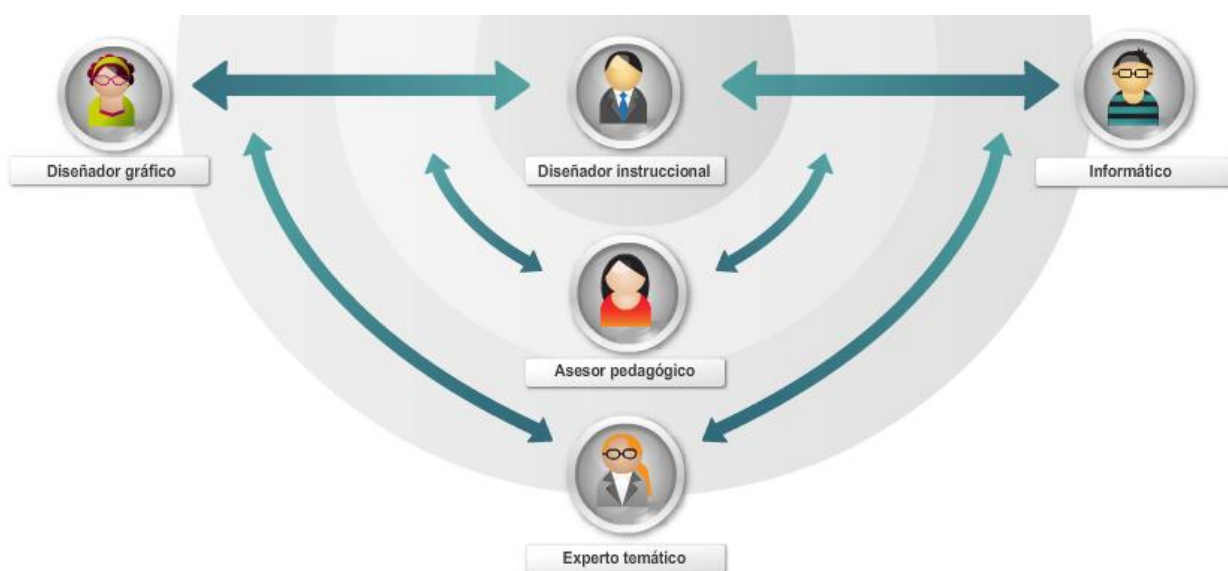 Diseñador gráfico
Diseñador instruccional
Informático
Asesor pedagógico
Experto temático